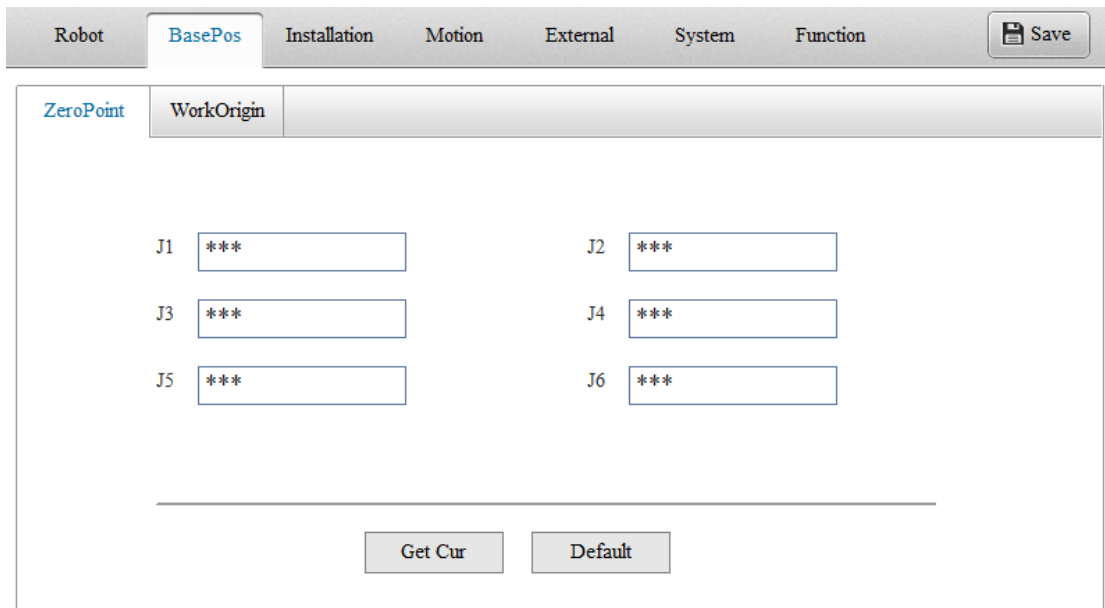 Robot BasePos Installation Motion External System Function Save
ZeroPoint WorkOrigin
J1 *** J2 ***
J3 *** J4 ***
J5 *** J6 ***
Get Cur Default